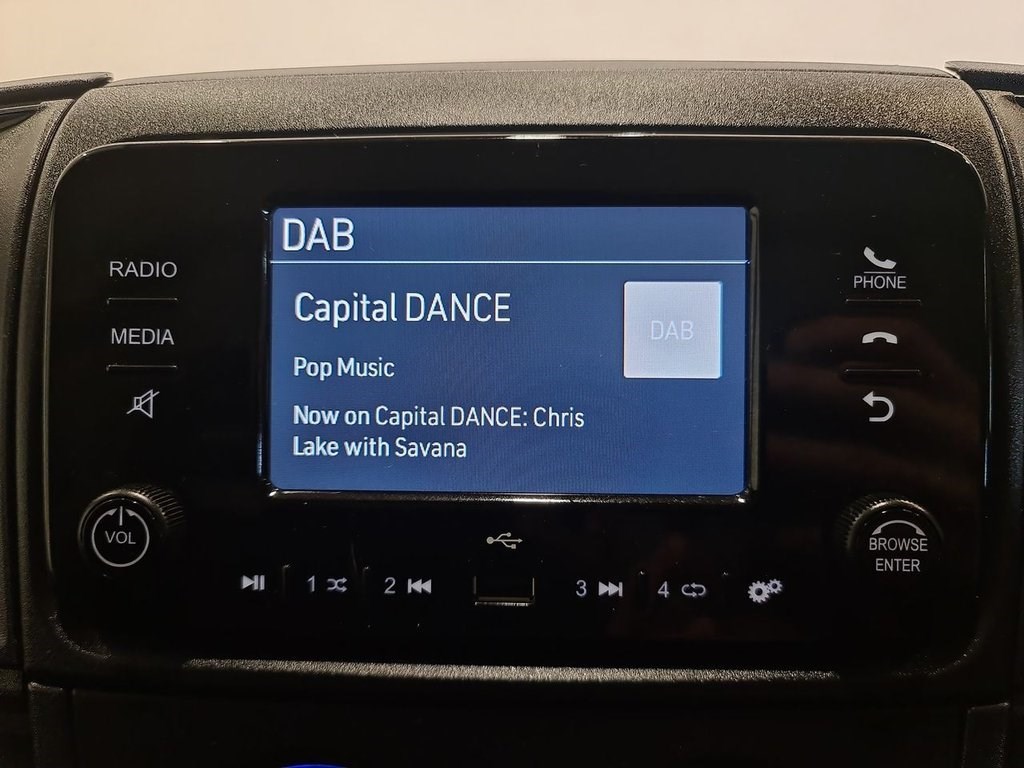 DAB
Capital DANCE
DAB
Pop Music
Now on Capital DANCE: Chris
Lake with Savana
RADIO
MEDIA
VOL
PHONE
BROWSE
ENTER
1 2 3 4